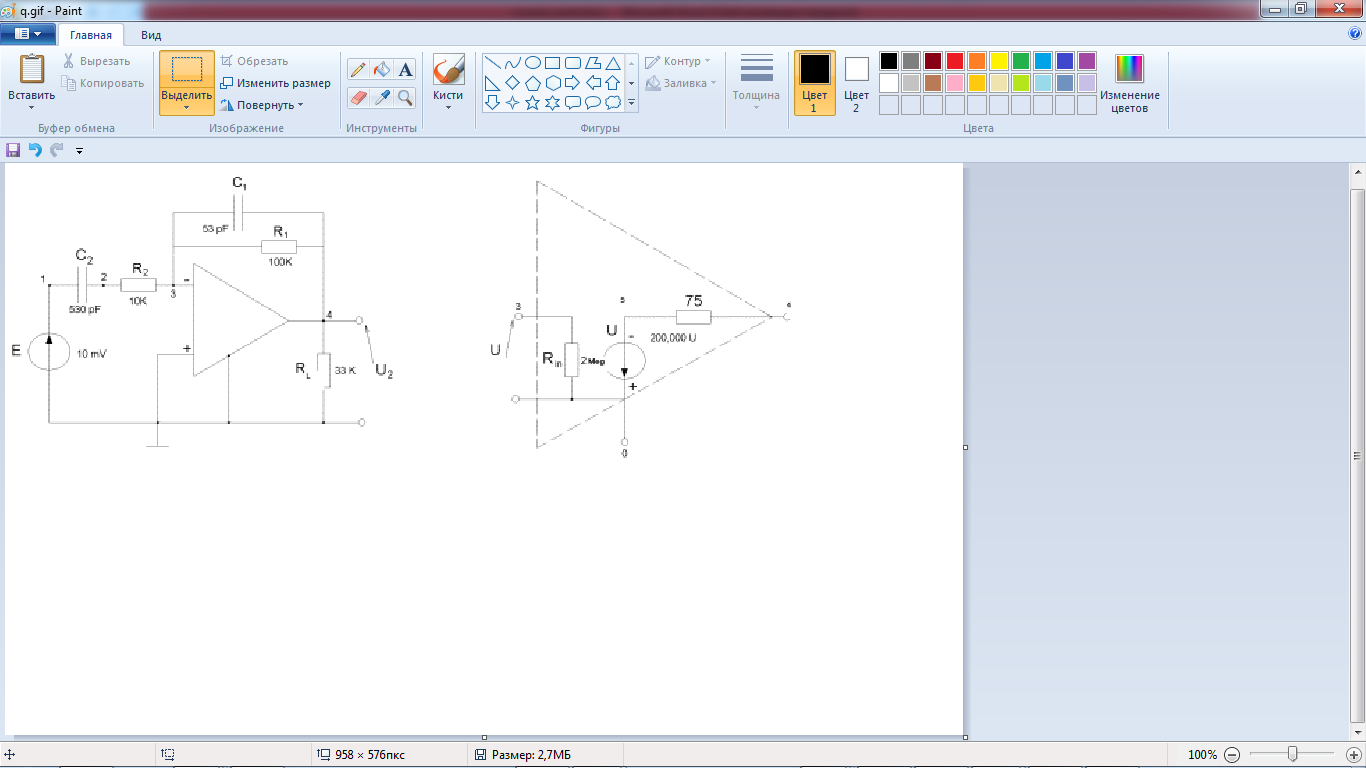 q.gif - Paint
Главная
Вид
Вставить
Вырезать
Копировать
Буфер обмена
Выделить
Обрезать
Изменить размер
Повернуть
Изображение
A
Инструменты
Кисти
Контур
Заливка
Фигуры
Толщина
Цвет
1
Цвет
2
Изменение
цветов
Цвета
C1
53 pF
R1
100K
C2
530 pF
1
2
R2
10K
3
-
+
4
E
10 mV
RL
33 K
U2
3
5
75
4
U
Rin
2Мер
U
-
200,000 U
+
0
958 × 576пкс
Размер: 2,7МБ
100%